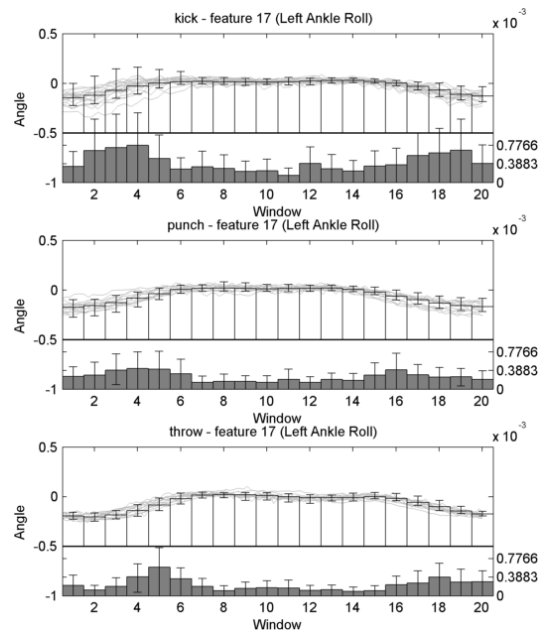 kick - feature 17 (Left Ankle Roll)
x 10^-3
0.5
0
-0.5
-1
Angle
0.7766
0.3883
0
2 4 6 8 10 12 14 16 18 20
Window
punch - feature 17 (Left Ankle Roll)
x 10^-3
0.5
0
-0.5
-1
Angle
0.7766
0.3883
0
2 4 6 8 10 12 14 16 18 20
Window
throw - feature 17 (Left Ankle Roll)
x 10^-3
0.5
0
-0.5
-1
Angle
0.7766
0.3883
0
2 4 6 8 10 12 14 16 18 20
Window